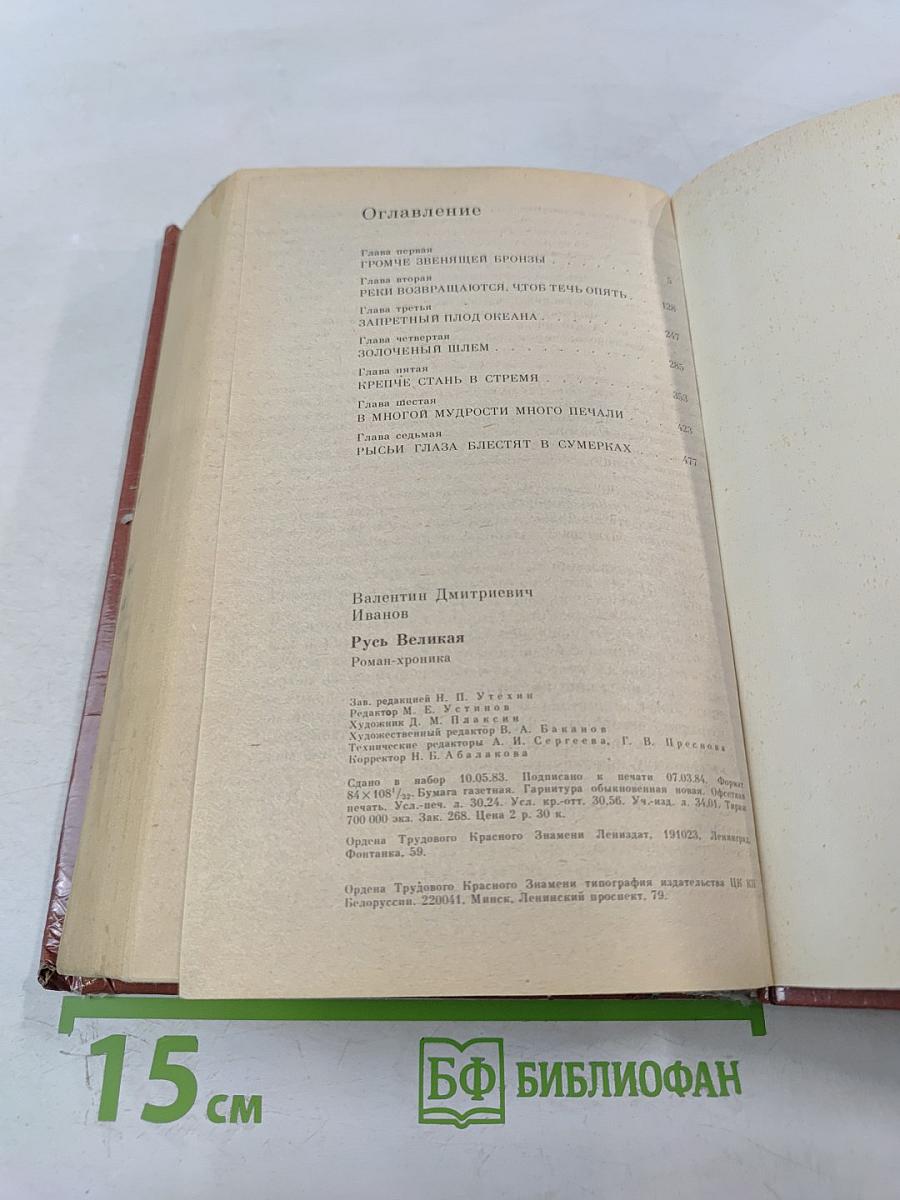 Оглавление
Глава первая
ГРОМЧЕ ЗВЕНЯЩЕЙ БРОНЗЫ . . . . . . . 5
Глава вторая
РЕКИ ВОЗВРАЩАЮТСЯ, ЧТОБ ТЕЧЬ ОПЯТЬ . 128
Глава третья
ЗАПРЕТНЫЙ ПЛОД ОКЕАНА . . . . . . . 247
Глава четвертая
ЗОЛОЧЕНЫЙ ШЛЕМ . . . . . . . . . . 285
Глава пятая
КРЕПЧЕ СТАНЬ В СТРЕМЯ . . . . . . . 353
Глава шестая
В МНОГОЙ МУДРОСТИ МНОГО ПЕЧАЛИ . . 423
Глава седьмая
РЫСЬИ ГЛАЗА БЛЕСТЯТ В СУМЕРКАХ . . . 477
Валентин Дмитриевич
Иванов
Русь Великая
Роман-хроника
Зав. редакцией Н. П. Утехин
Редактор М. Е. Устинов
Художник Д. М. Плаксин
Художественный редактор В. А. Баканов
Технические редакторы А. И. Сергеева, Г. В. Преснова
Корректор Н. Б. Абалакова
Сдано в набор 10.05.83. Подписано к печати 07.03.84. Формат
84×108¹/₃₂. Бумага газетная. Гарнитура обыкновенная новая. Офсетная
печать. Усл.-печ. л. 30,24. Усл. кр.-отт. 30,56. Уч.-изд. л. 34,01. Тираж
700 000 экз. Зак. 268. Цена 2 р. 30 к.
Ордена Трудового Красного Знамени Лениздат, 191023, Ленинград,
Фонтанка, 59.
Ордена Трудового Красного Знамени типография издательства ЦК КП
Белоруссии. 220041, Минск, Ленинский проспект, 79.
15 см
БФ БИБЛИОФАН